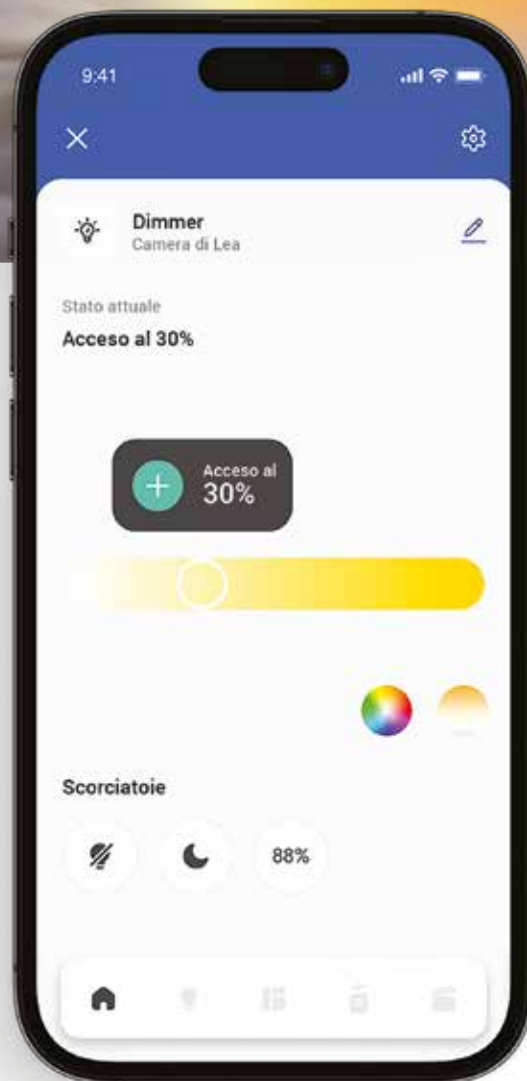 9:41
Dimmer
Camera di Lea
Stato attuale
Acceso al 30%
Acceso al
30%
Scorciatoie
88%